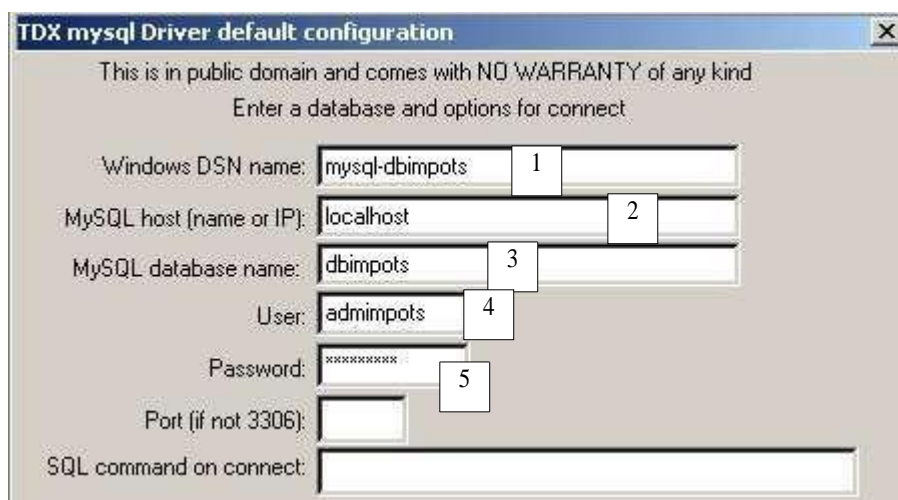 TDX mysql Driver default configuration
This is in public domain and comes with NO WARRANTY of any kind
Enter a database and options for connect
Windows DSN name: mysql-dbimpots 1
MySQL host (name or IP): localhost 2
MySQL database name: dbimpots 3
User: admimpots 4
Password: ********* 5
Port (if not 3306):
SQL command on connect: